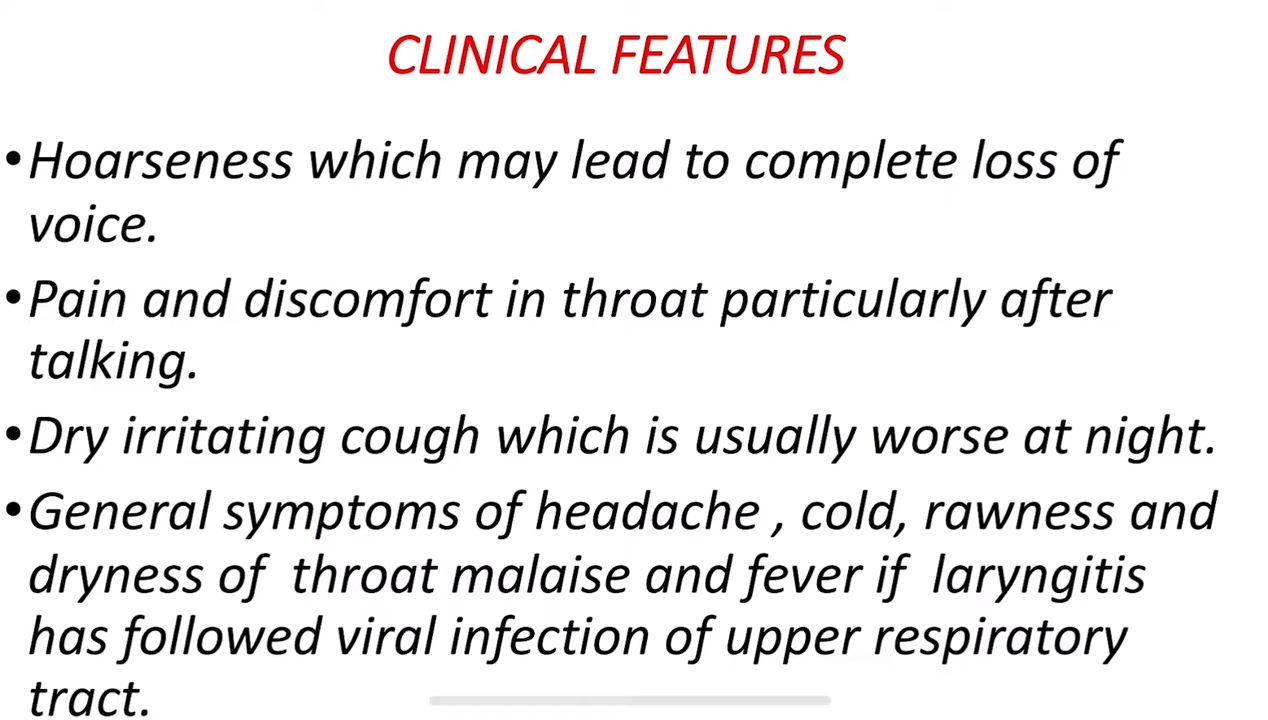 CLINICAL FEATURES
•Hoarseness which may lead to complete loss of
voice.
•Pain and discomfort in throat particularly after
talking.
•Dry irritating cough which is usually worse at night.
•General symptoms of headache , cold, rawness and
dryness of  throat malaise and fever if  laryngitis
has followed viral infection of upper respiratory
tract.